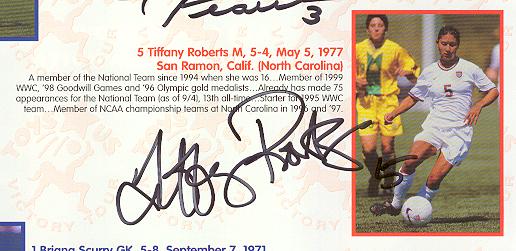 3
5 Tiffany Roberts M, 5-4, May 5, 1977
San Ramon, Calif. (North Carolina)
A member of the National Team since 1994 when she was 16...Member of 1999
WWC, '98 Goodwill Games and '96 Olympic gold medalists...Already has made 75
appearances for the National Team (as of 9/4), 13th all-time...Starter for 1995 WWC
team...Member of NCAA championship teams at North Carolina in 1996 and '97.
5
Tiffany Roberts 5
1 Briana Scurry GK, 5-8, September 7, 1971